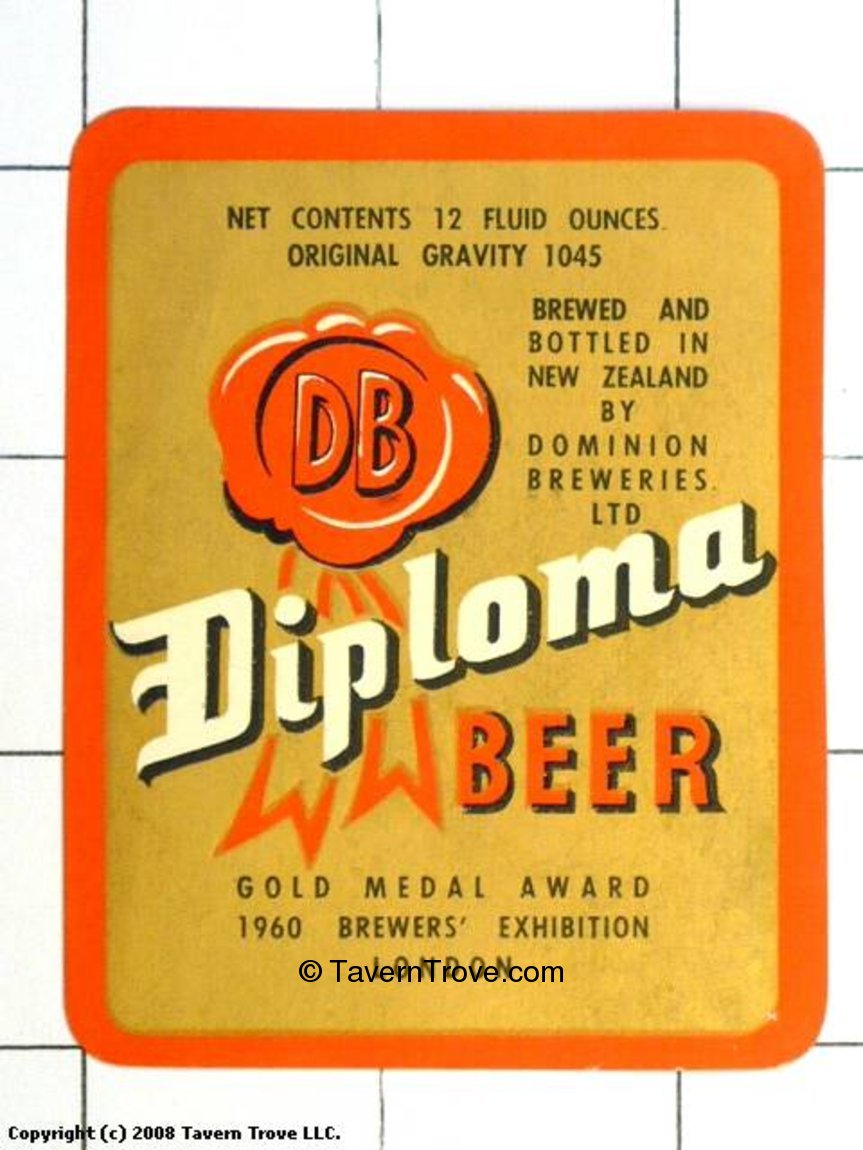 NET CONTENTS 12 FLUID OUNCES.
ORIGINAL GRAVITY 1045
BREWED AND
BOTTLED IN
NEW ZEALAND
BY
DOMINION
BREWERIES.
LTD
DB
Diploma
BEER
GOLD MEDAL AWARD
1960 BREWERS' EXHIBITION
LONDON
© TavernTrove.com
Copyright (c) 2008 Tavern Trove LLC.